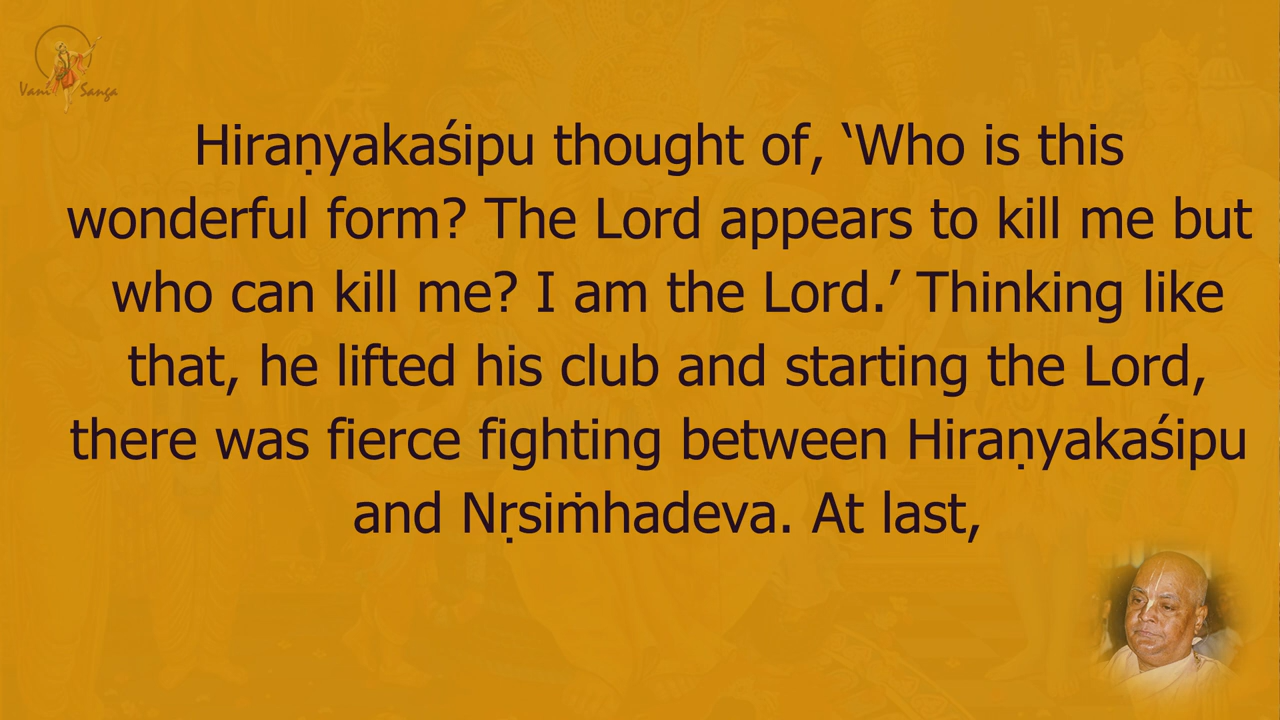 Vani Sanga
Hiraṇyakaśipu thought of, ‘Who is this
wonderful form? The Lord appears to kill me but
who can kill me? I am the Lord.’ Thinking like
that, he lifted his club and starting the Lord,
there was fierce fighting between Hiraṇyakaśipu
and Nṛsiṁhadeva. At last,